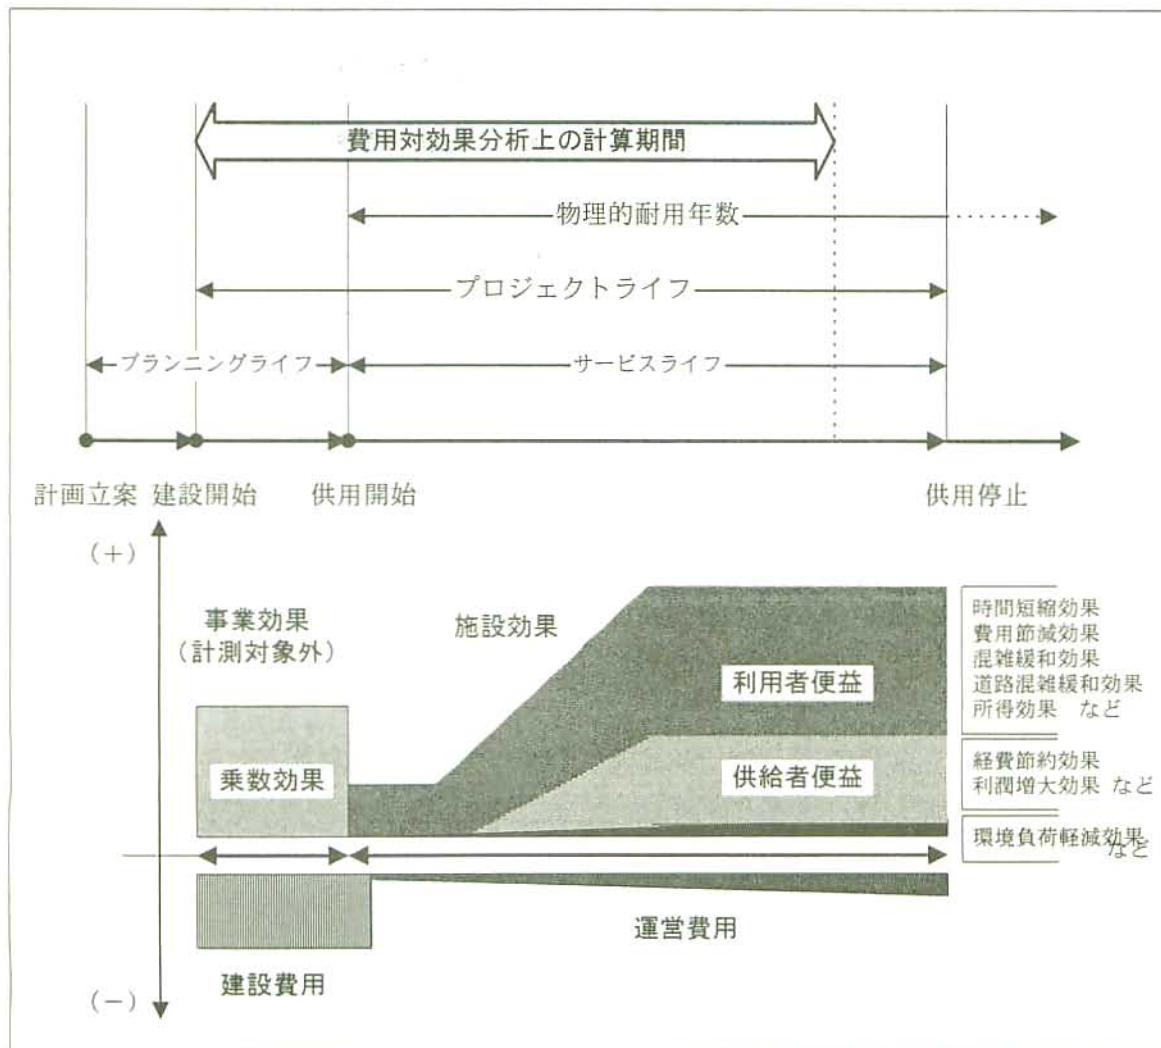 費用対効果分析上の計算期間
物理的耐用年数
プロジェクトライフ
プランニングライフ
サービスライフ
計画立案
建設開始
供用開始
供用停止
(+)
事業効果
(計測対象外)
施設効果
乗数効果
利用者便益
供給者便益
時間短縮効果
費用節減効果
混雑緩和効果
道路混雑緩和効果
所得効果 など
経費節約効果
利潤増大効果 など
環境負荷軽減効果
など
運営費用
建設費用
(-)